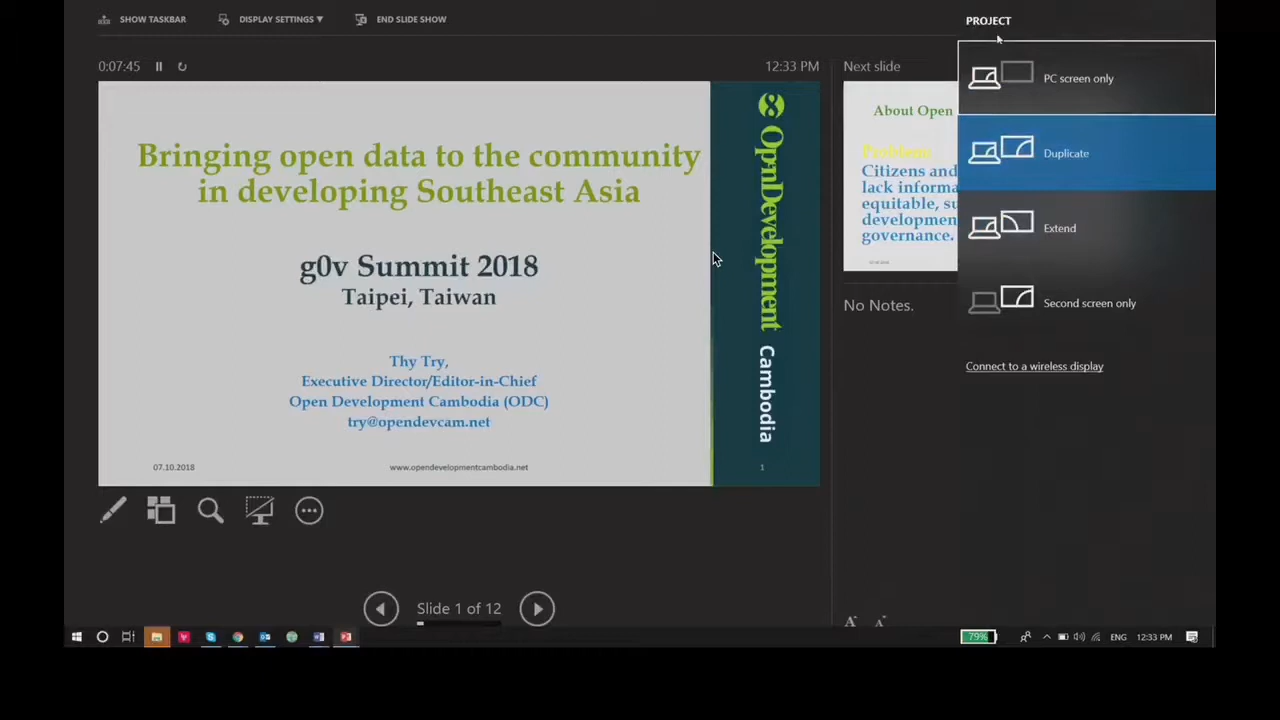 SHOW TASKBAR
DISPLAY SETTINGS ▼
END SLIDE SHOW
0:07:45
12:33 PM
Bringing open data to the community
in developing Southeast Asia
g0v Summit 2018
Taipei, Taiwan
Thy Try,
Executive Director/Editor-in-Chief
Open Development Cambodia (ODC)
try@opendevcam.net
07.10.2018
www.opendevelopmentcambodia.net
1
OpenDevelopment Cambodia
Next slide
About Open
Problem
Citizens and
lack informa
equitable, su
developmen
governance.
No Notes.
PROJECT
PC screen only
Duplicate
Extend
Second screen only
Connect to a wireless display
Slide 1 of 12
A A
79%
ENG
12:33 PM